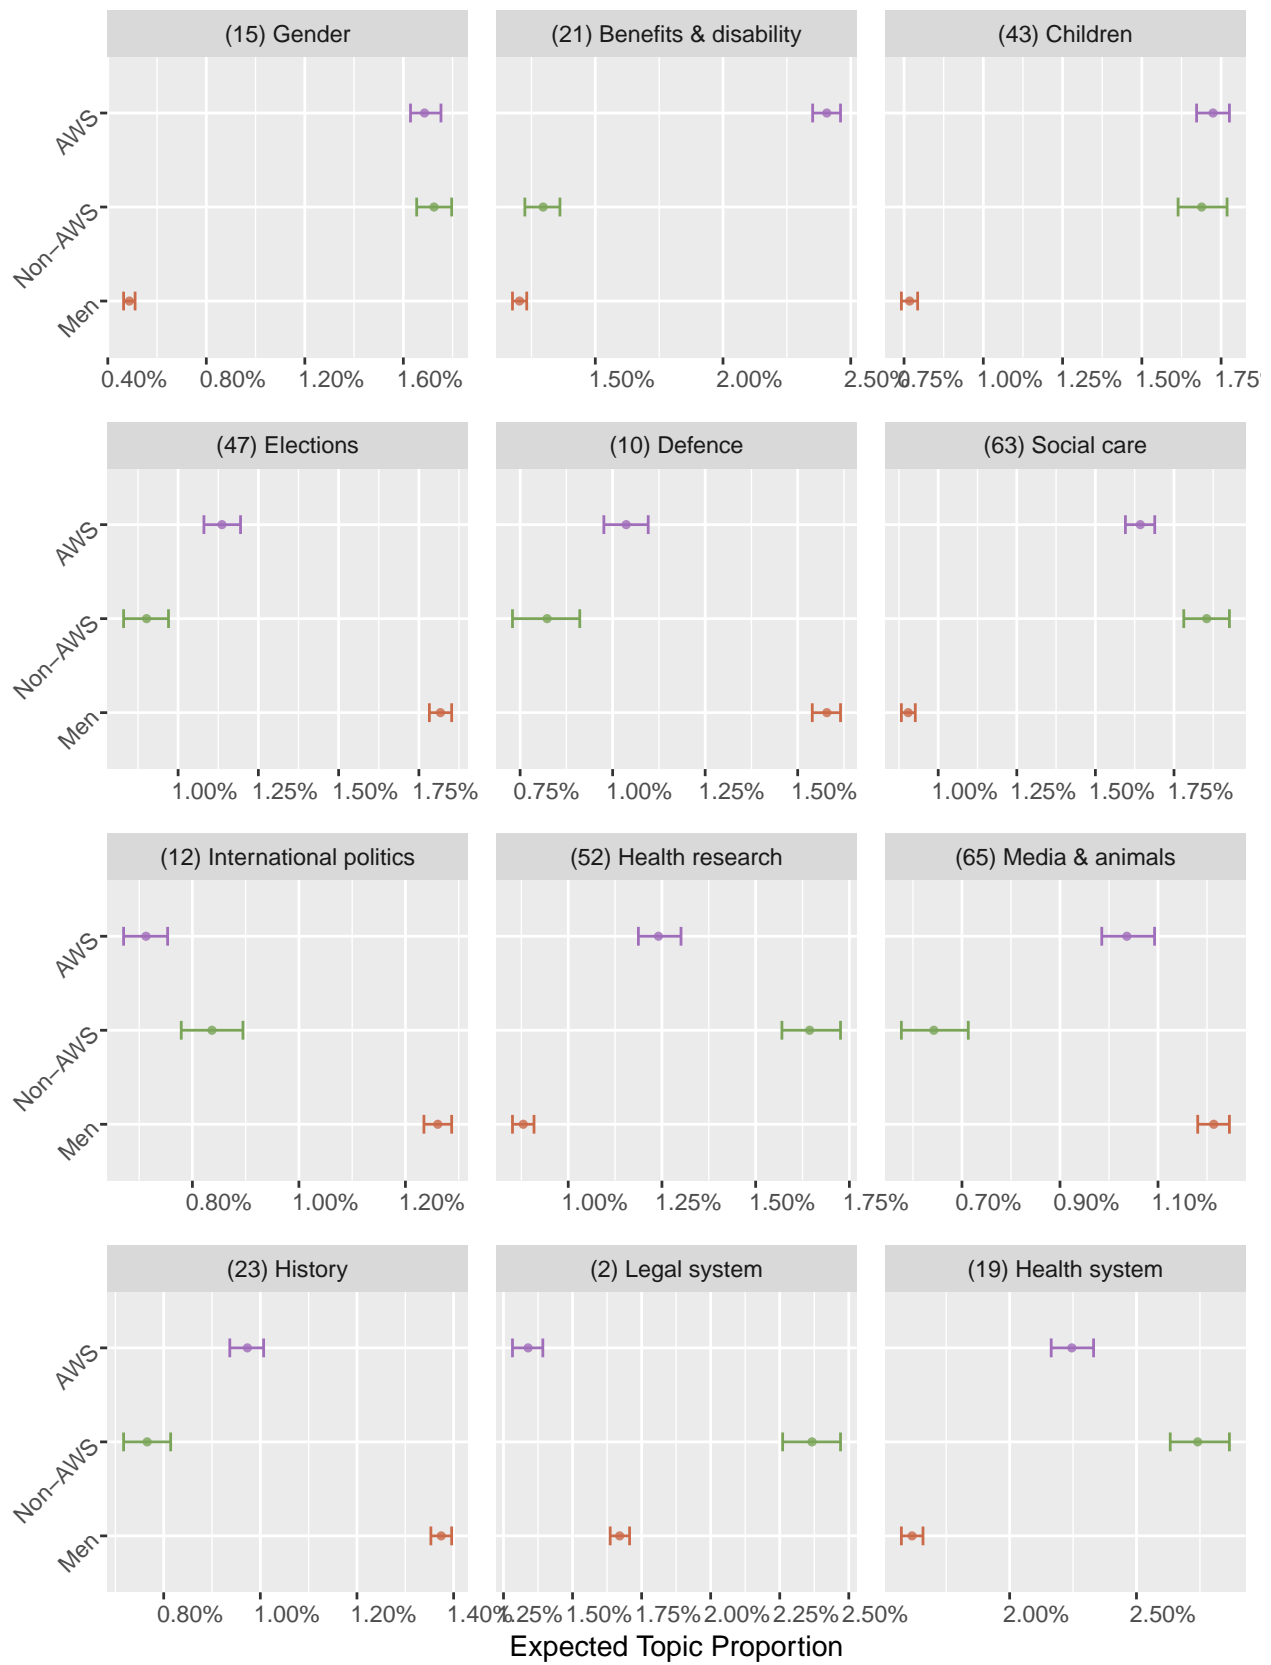 (15) Gender
(21) Benefits & disability
(43) Children
AWS
Non−AWS
Men
0.40% 0.80% 1.20% 1.60%
1.50% 2.00% 2.50%
0.75% 1.00% 1.25% 1.50% 1.75%
(47) Elections
(10) Defence
(63) Social care
AWS
Non−AWS
Men
1.00% 1.25% 1.50% 1.75%
0.75% 1.00% 1.25% 1.50%
1.00% 1.25% 1.50% 1.75%
(12) International politics
(52) Health research
(65) Media & animals
AWS
Non−AWS
Men
0.80% 1.00% 1.20%
1.00% 1.25% 1.50% 1.75%
0.70% 0.90% 1.10%
(23) History
(2) Legal system
(19) Health system
AWS
Non−AWS
Men
0.80% 1.00% 1.20% 1.40%
1.25% 1.50% 1.75% 2.00% 2.25% 2.50%
2.00% 2.50%
Expected Topic Proportion